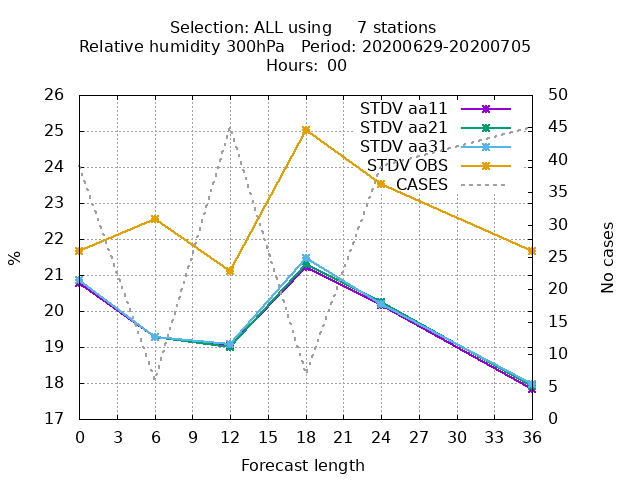 Selection: ALL using     7 stations
Relative humidity 300hPa   Period: 20200629-20200705
Hours:  00
26
25
24
23
22
21
20
19
18
17
%
50
45
40
35
30
25
20
15
10
5
0
No cases
STDV aa11
STDV aa21
STDV aa31
STDV OBS
CASES
0 3 6 9 12 15 18 21 24 27 30 33 36
Forecast length